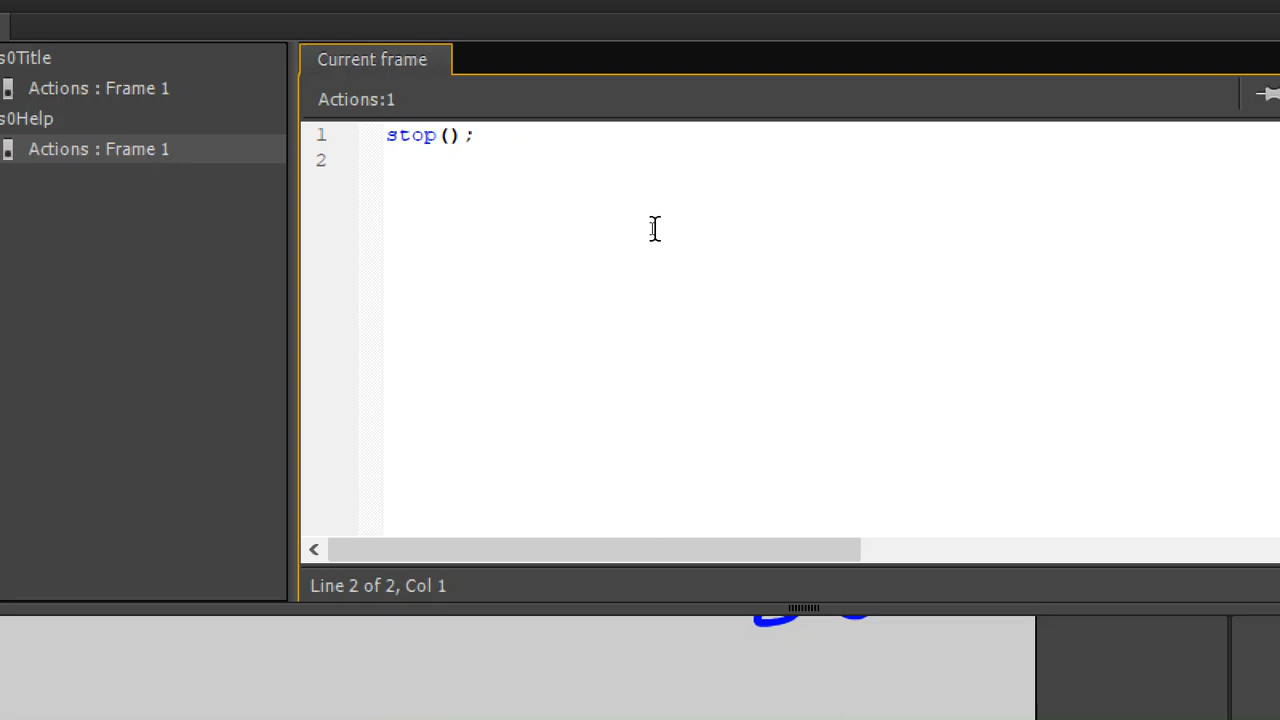 s0Title
Actions : Frame 1
s0Help
Actions : Frame 1
Current frame
Actions:1
1 stop();
2
Line 2 of 2, Col 1